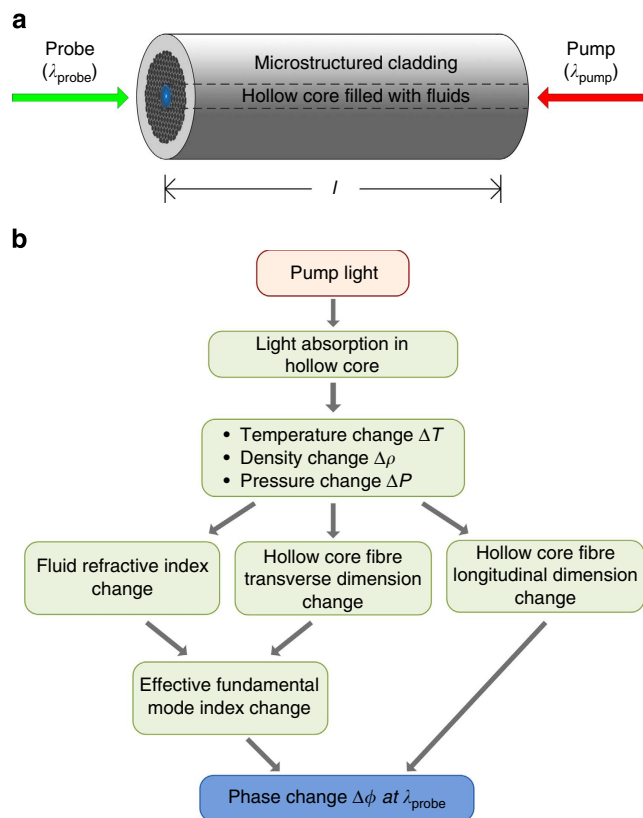 a
Probe
(λprobe)
Microstructured cladding
Hollow core filled with fluids
Pump
(λpump)
l
b
Pump light
Light absorption in
hollow core
• Temperature change ΔT
• Density change Δρ
• Pressure change ΔP
Fluid refractive index
change
Hollow core fibre
transverse dimension
change
Hollow core fibre
longitudinal dimension
change
Effective fundamental
mode index change
Phase change Δϕ at λprobe